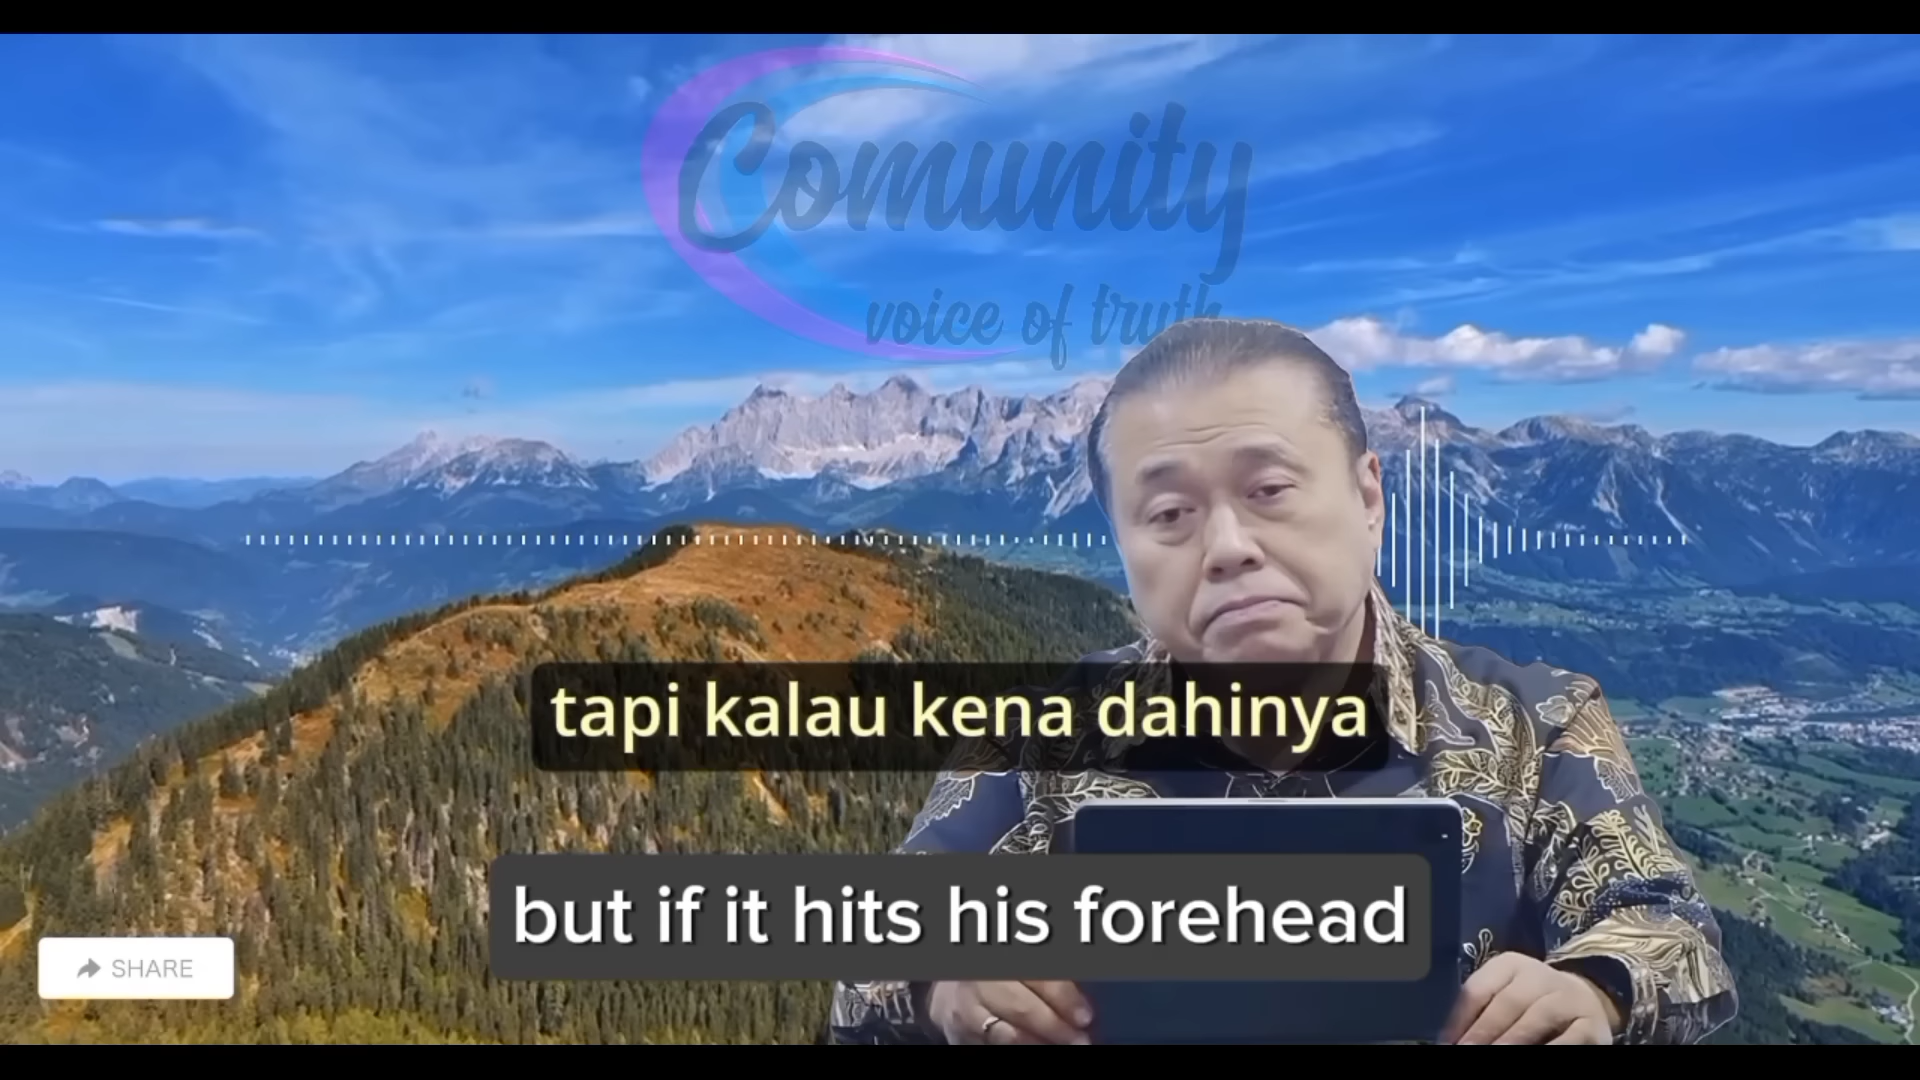 Comunity
voice of truth
tapi kalau kena dahinya
but if it hits his forehead
SHARE